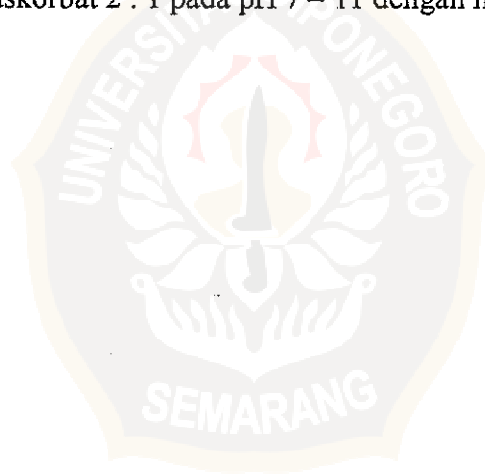 askorbat 2 : 1 pada pH 7 – 11 dengan
UNIVERSITAS DIPONEGORO
SEMARANG